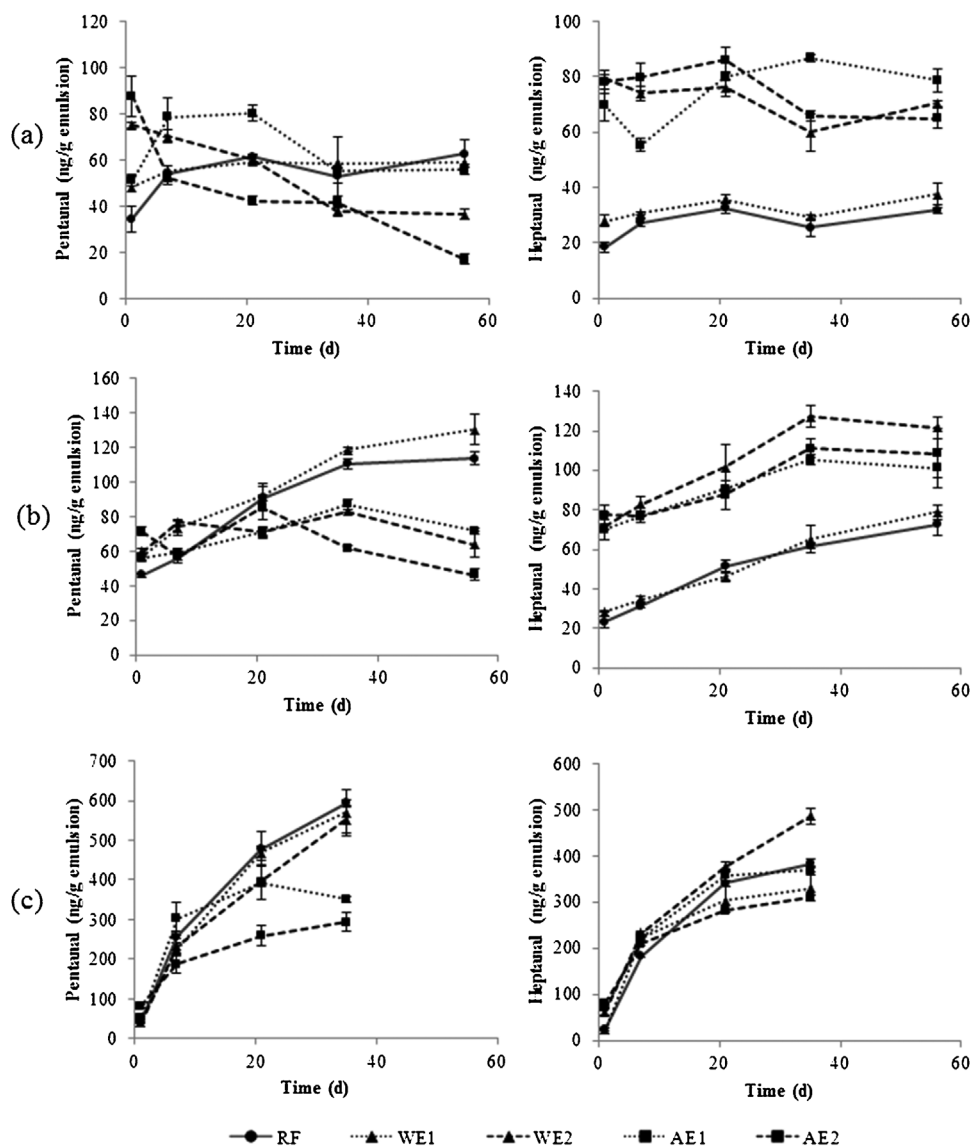 (a)
Pentanal (ng/g emulsion)
120
100
80
60
40
20
0
0 20 40 60
Time (d)
Heptanal (ng/g emulsion)
100
80
60
40
20
0
0 20 40 60
Time (d)
(b)
Pentanal (ng/g emulsion)
160
140
120
100
80
60
40
20
0
0 20 40 60
Time (d)
Heptanal (ng/g emulsion)
140
120
100
80
60
40
20
0
0 20 40 60
Time (d)
(c)
Pentanal (ng/g emulsion)
700
600
500
400
300
200
100
0
0 20 40 60
Time (d)
Heptanal (ng/g emulsion)
600
500
400
300
200
100
0
0 20 40 60
Time (d)
RF WE1 WE2 AE1 AE2